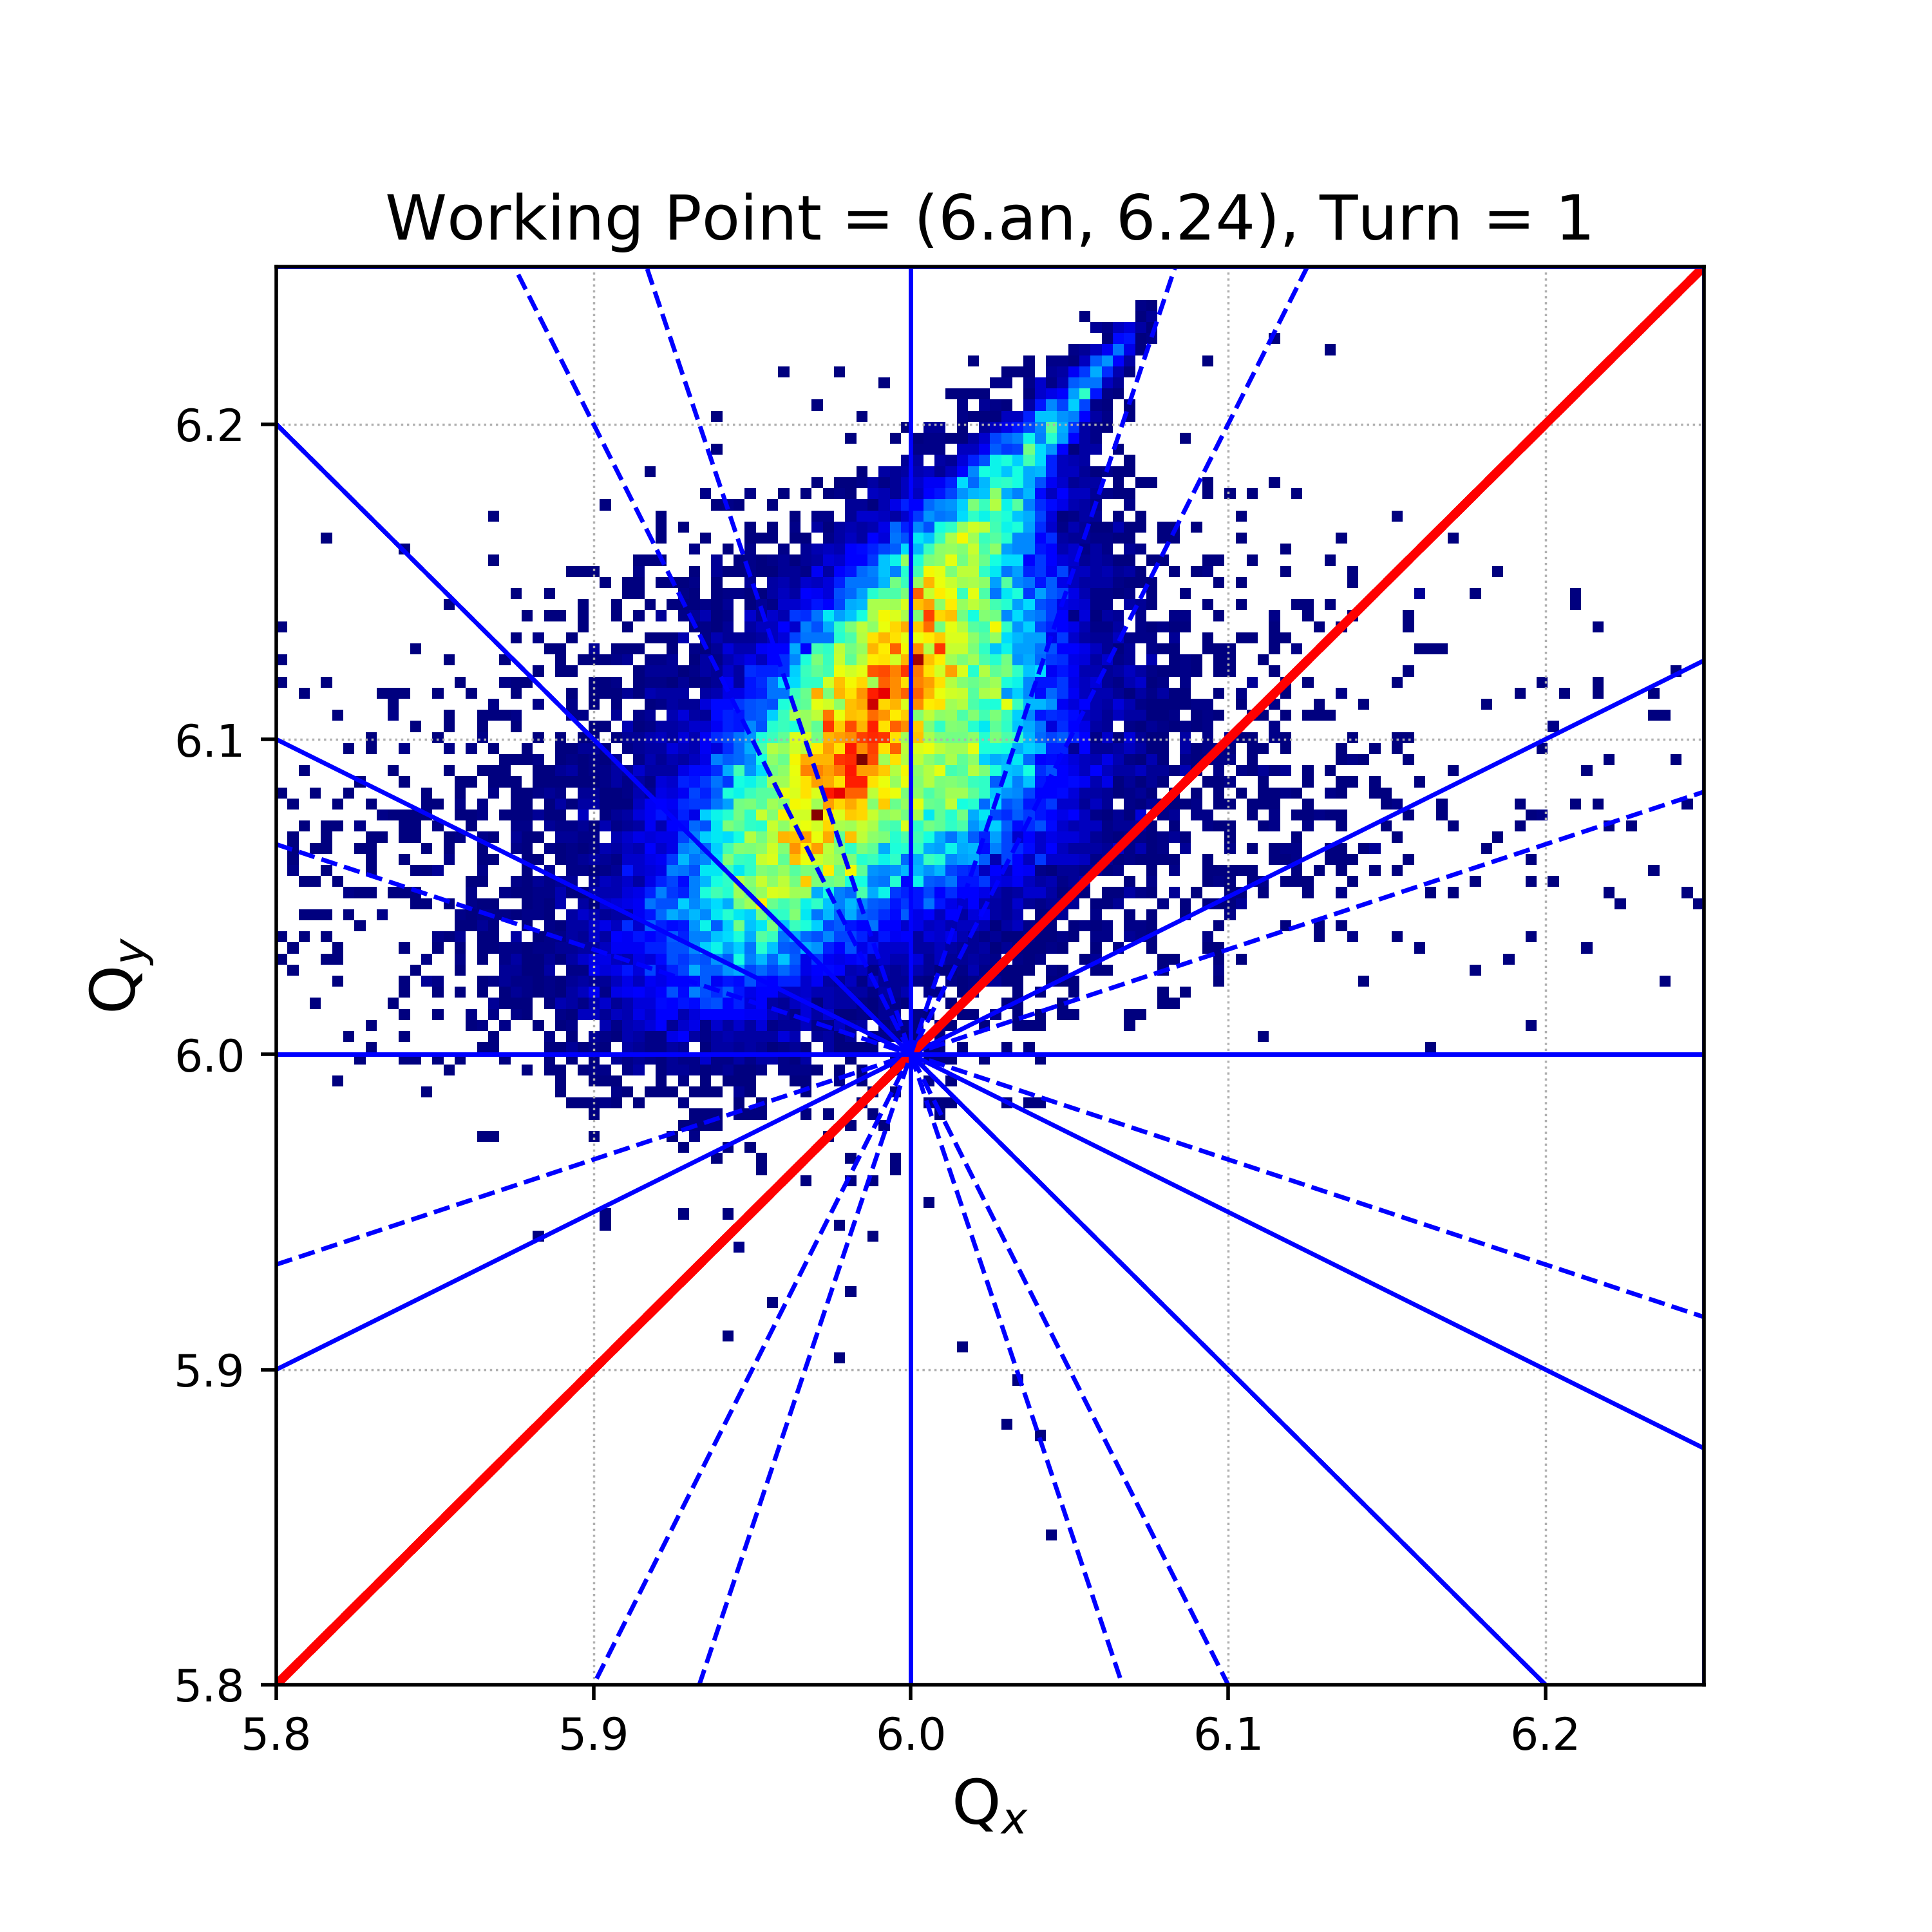 Working Point = (6.an, 6.24), Turn = 1
6.2
6.1
6.0
5.9
5.8
Qy
5.8 5.9 6.0 6.1 6.2
Qx